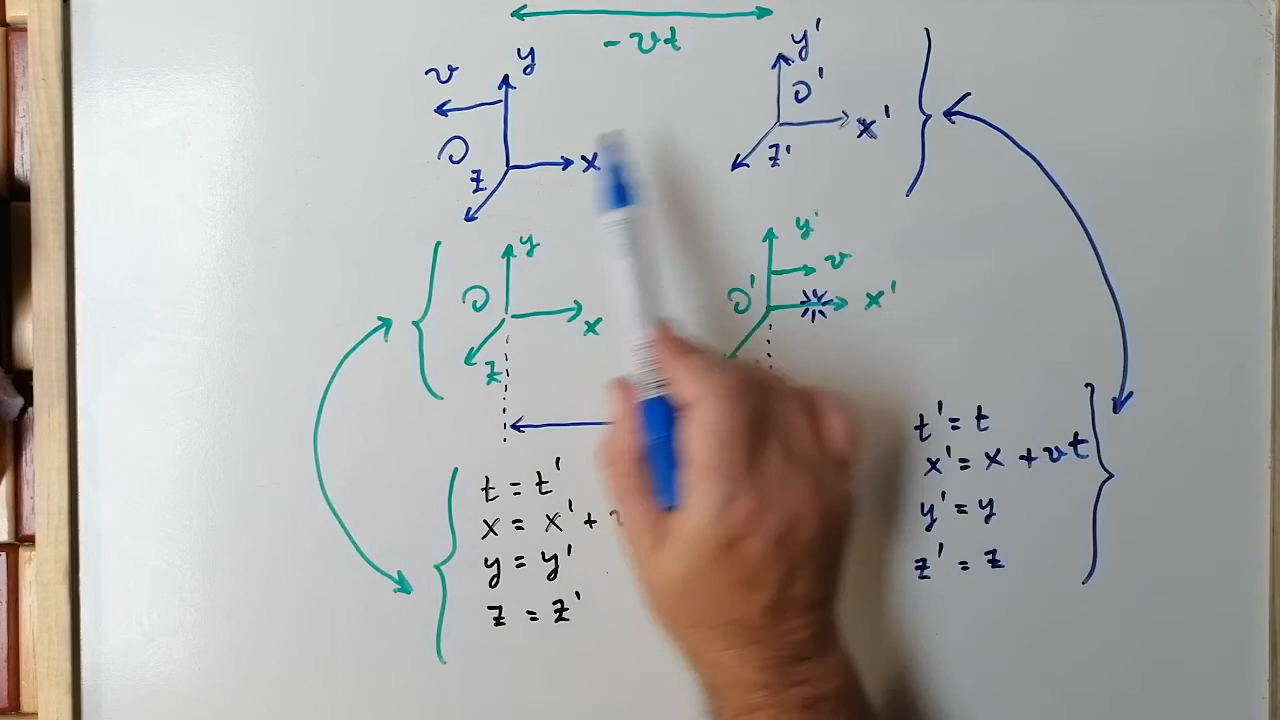 - vt
y
v
O
z
x
y'
O'
x'
z'
y
O
x
z
y'
v
O'
x'
t = t'
x = x' +
y = y'
z = z'
t' = t
x' = x + vt
y' = y
z' = z